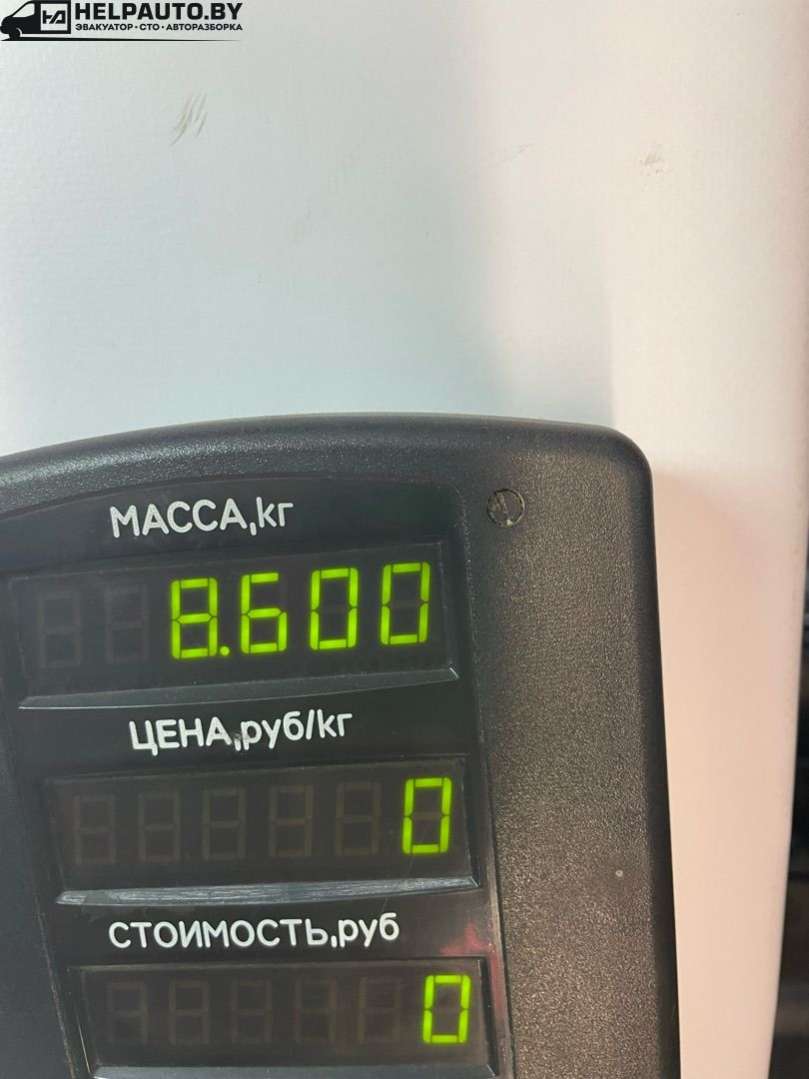 HELPAUTO.BY
ЭВАКУАТОР•СТО•АВТОРАЗБОРКА
МАССА,кг
8.600
ЦЕНА,руб/кг
0
СТОИМОСТЬ,руб
0